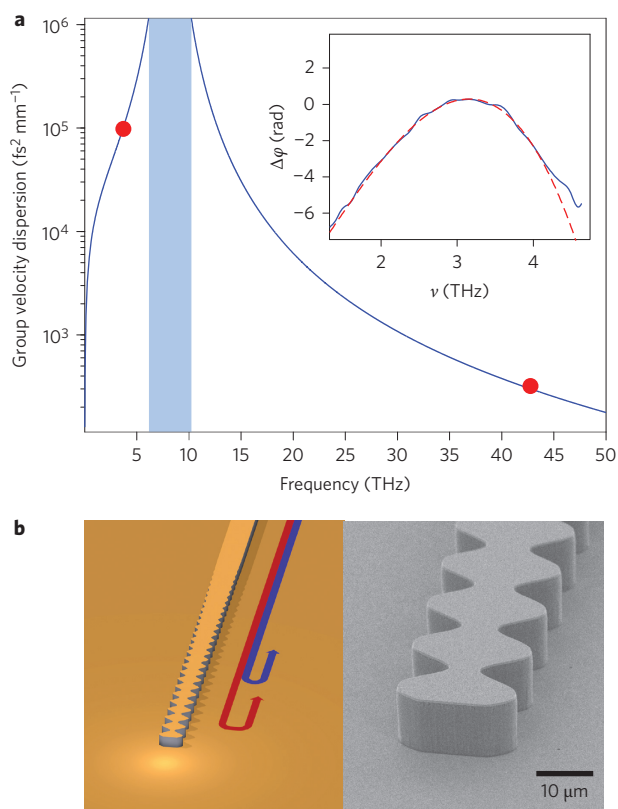 a
10⁶
10⁵
10⁴
10³
Group velocity dispersion (fs² mm⁻¹)
2
0
−2
−4
−6
Δφ (rad)
2 3 4
ν (THz)
5 10 15 20 25 30 35 40 45 50
Frequency (THz)
b
10 μm